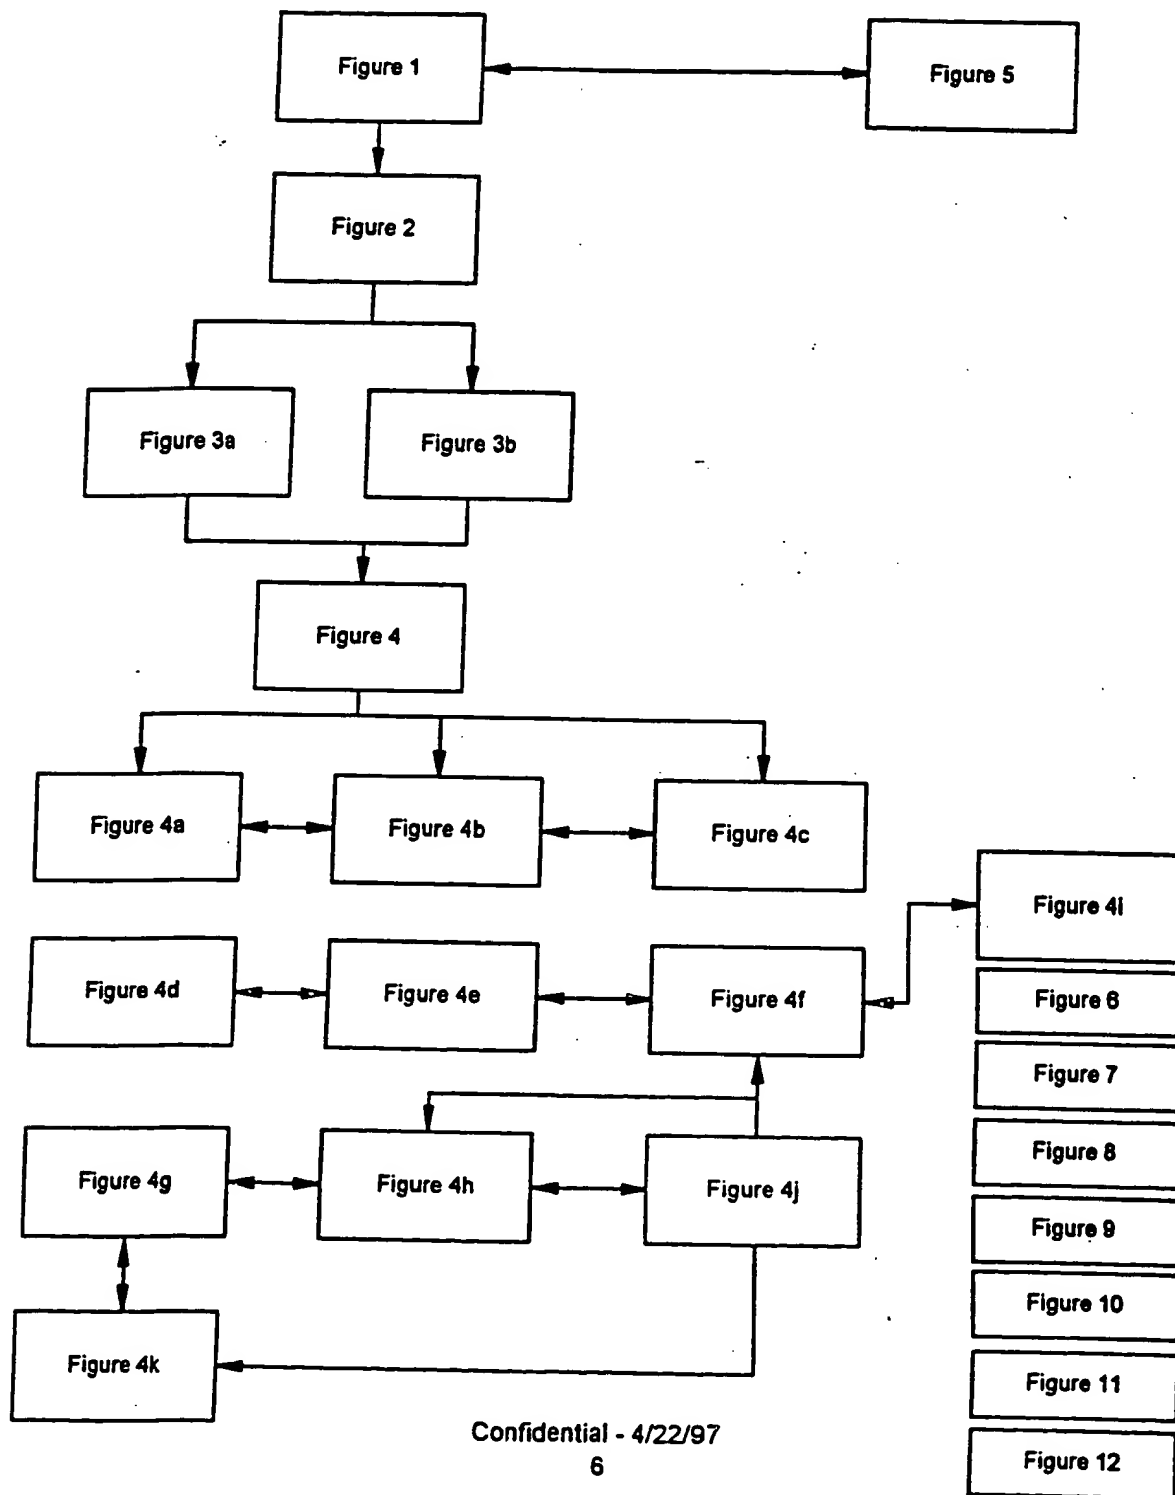 Figure 1
Figure 5
Figure 2
Figure 3a
Figure 3b
Figure 4
Figure 4a
Figure 4b
Figure 4c
Figure 4i
Figure 4d
Figure 4e
Figure 4f
Figure 6
Figure 7
Figure 8
Figure 4g
Figure 4h
Figure 4j
Figure 9
Figure 10
Figure 4k
Figure 11
Figure 12
Confidential - 4/22/97
6